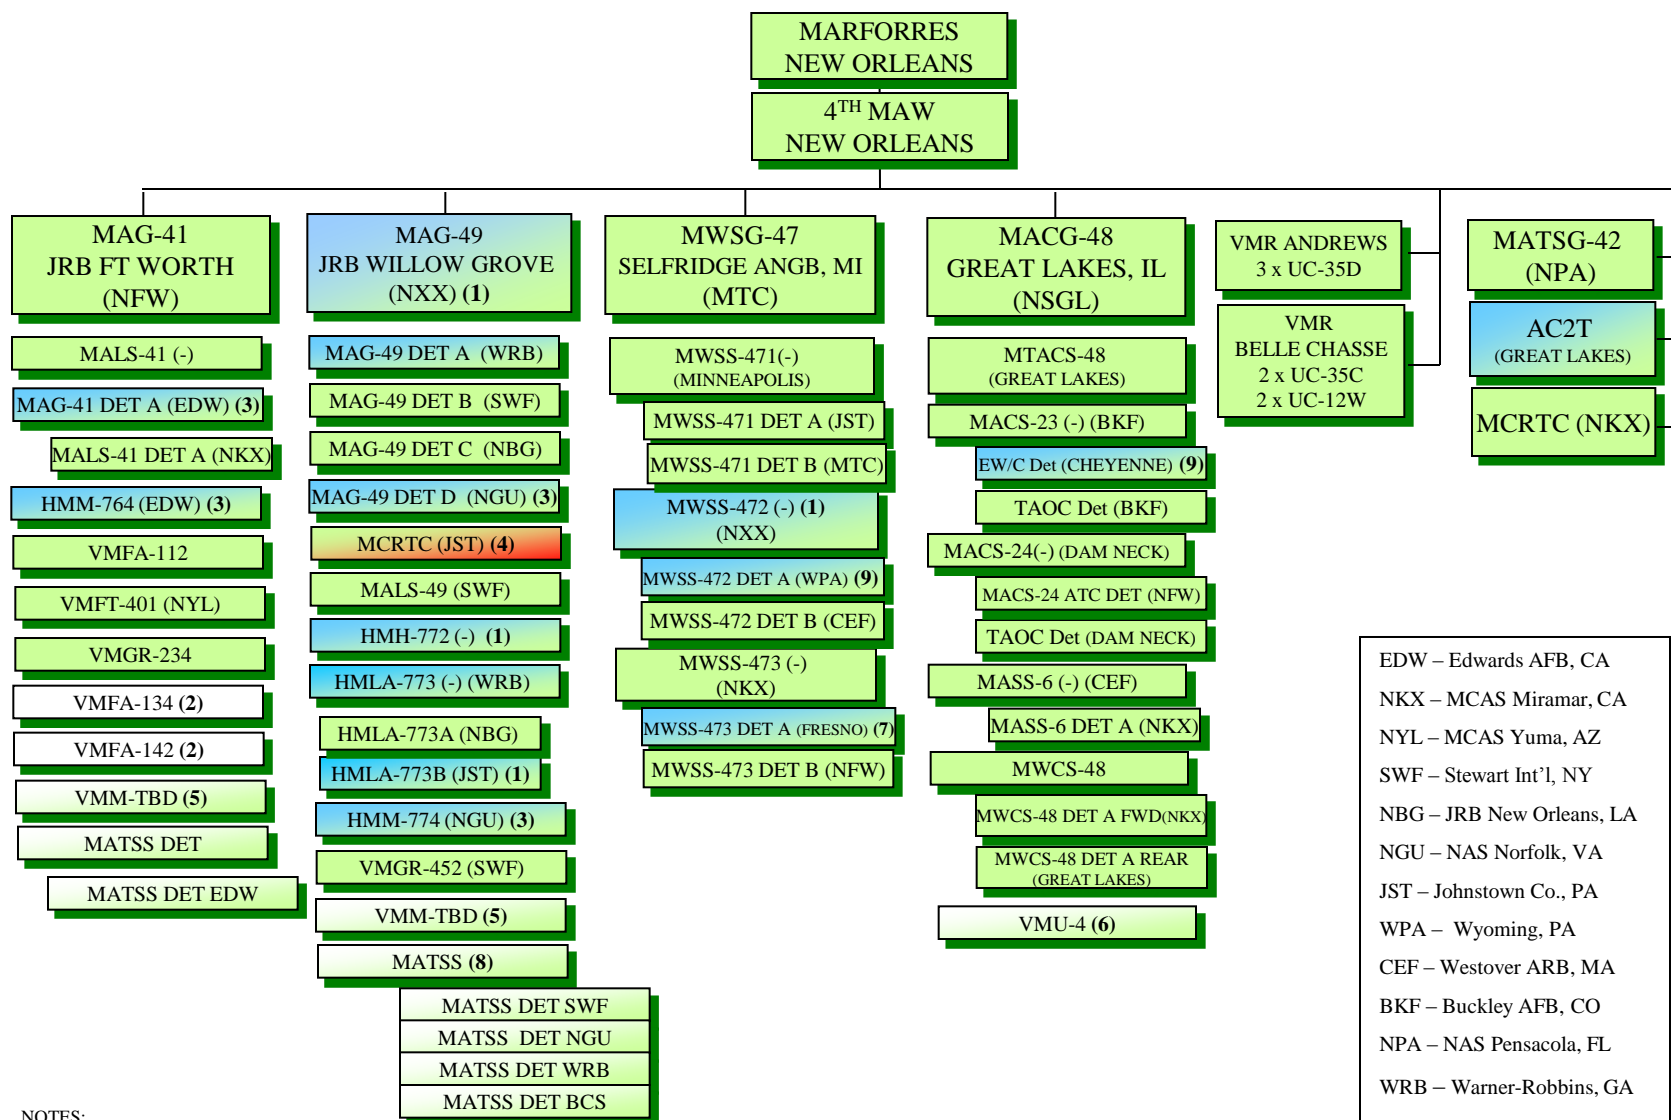 MARFORRES
NEW ORLEANS
4TH MAW
NEW ORLEANS
MAG-41
JRB FT WORTH
(NFW)
MALS-41 (-)
MAG-41 DET A (EDW) (3)
MALS-41 DET A (NKX)
HMM-764 (EDW) (3)
VMFA-112
VMFT-401 (NYL)
VMGR-234
VMFA-134 (2)
VMFA-142 (2)
VMM-TBD (5)
MATSS DET
MATSS DET EDW
MAG-49
JRB WILLOW GROVE
(NXX) (1)
MAG-49 DET A (WRB)
MAG-49 DET B (SWF)
MAG-49 DET C (NBG)
MAG-49 DET D (NGU) (3)
MCRTC (JST) (4)
MALS-49 (SWF)
HMH-772 (-) (1)
HMLA-773 (-) (WRB)
HMLA-773A (NBG)
HMLA-773B (JST) (1)
HMM-774 (NGU) (3)
VMGR-452 (SWF)
VMM-TBD (5)
MATSS (8)
MATSS DET SWF
MATSS DET NGU
MATSS DET WRB
MATSS DET BCS
MWSG-47
SELFRIDGE ANGB, MI
(MTC)
MWSS-471(-)
(MINNEAPOLIS)
MWSS-471 DET A (JST)
MWSS-471 DET B (MTC)
MWSS-472 (-) (1)
(NXX)
MWSS-472 DET A (WPA) (9)
MWSS-472 DET B (CEF)
MWSS-473 (-)
(NKX)
MWSS-473 DET A (FRESNO) (7)
MWSS-473 DET B (NFW)
MACG-48
GREAT LAKES, IL
(NSGL)
MTACS-48
(GREAT LAKES)
MACS-23 (-) (BKF)
EW/C Det (CHEYENNE) (9)
TAOC Det (BKF)
MACS-24(-) (DAM NECK)
MACS-24 ATC DET (NFW)
TAOC Det (DAM NECK)
MASS-6 (-) (CEF)
MASS-6 DET A (NKX)
MWCS-48
MWCS-48 DET A FWD(NKX)
MWCS-48 DET A REAR
(GREAT LAKES)
VMU-4 (6)
VMR ANDREWS
3 x UC-35D
VMR
BELLE CHASSE
2 x UC-35C
2 x UC-12W
MATSG-42
(NPA)
AC2T
(GREAT LAKES)
MCRTC (NKX)
EDW – Edwards AFB, CA
NKX – MCAS Miramar, CA
NYL – MCAS Yuma, AZ
SWF – Stewart Int’l, NY
NBG – JRB New Orleans, LA
NGU – NAS Norfolk, VA
JST – Johnstown Co., PA
WPA – Wyoming, PA
CEF – Westover ARB, MA
BKF – Buckley AFB, CO
NPA – NAS Pensacola, FL
WRB – Warner-Robbins, GA
NOTES: